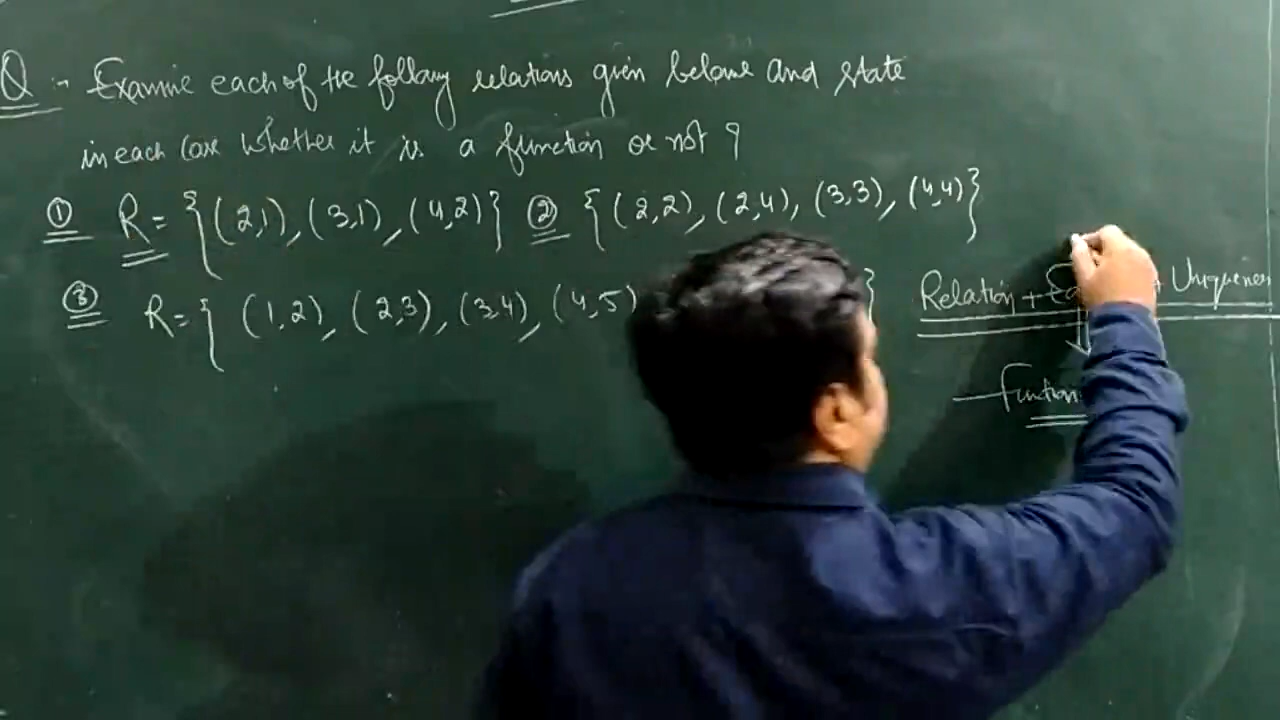 Q :- Examine each of the following relations given below and state
in each case whether it is a function or not ?
① R = {(2,1), (3,1), (4,2)} ② {(2,2), (2,4), (3,3), (4,4)}
③ R = { (1,2), (2,3), (3,4), (4,5) }
Relation + + Uniqueness
Function